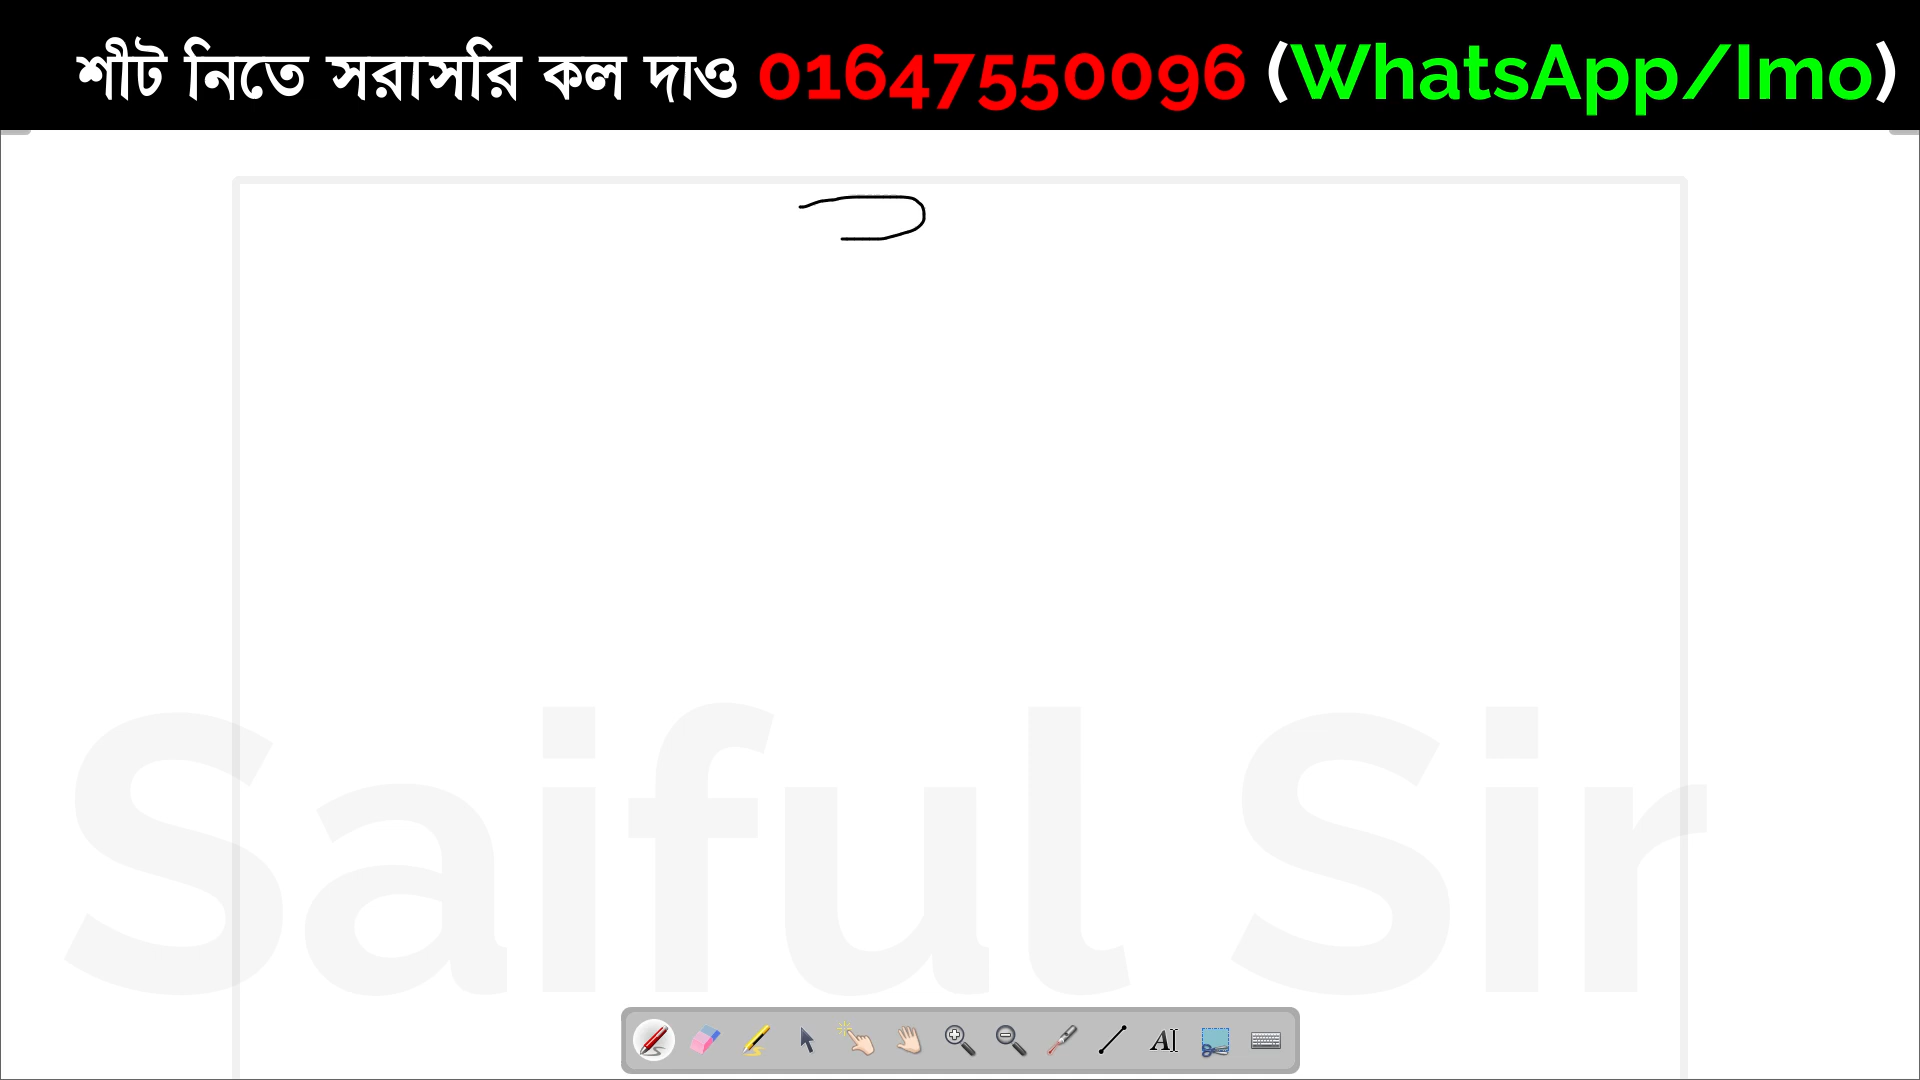 শীট নিতে সরাসরি কল দাও 01647550096 (WhatsApp/Imo)
Saiful Sir